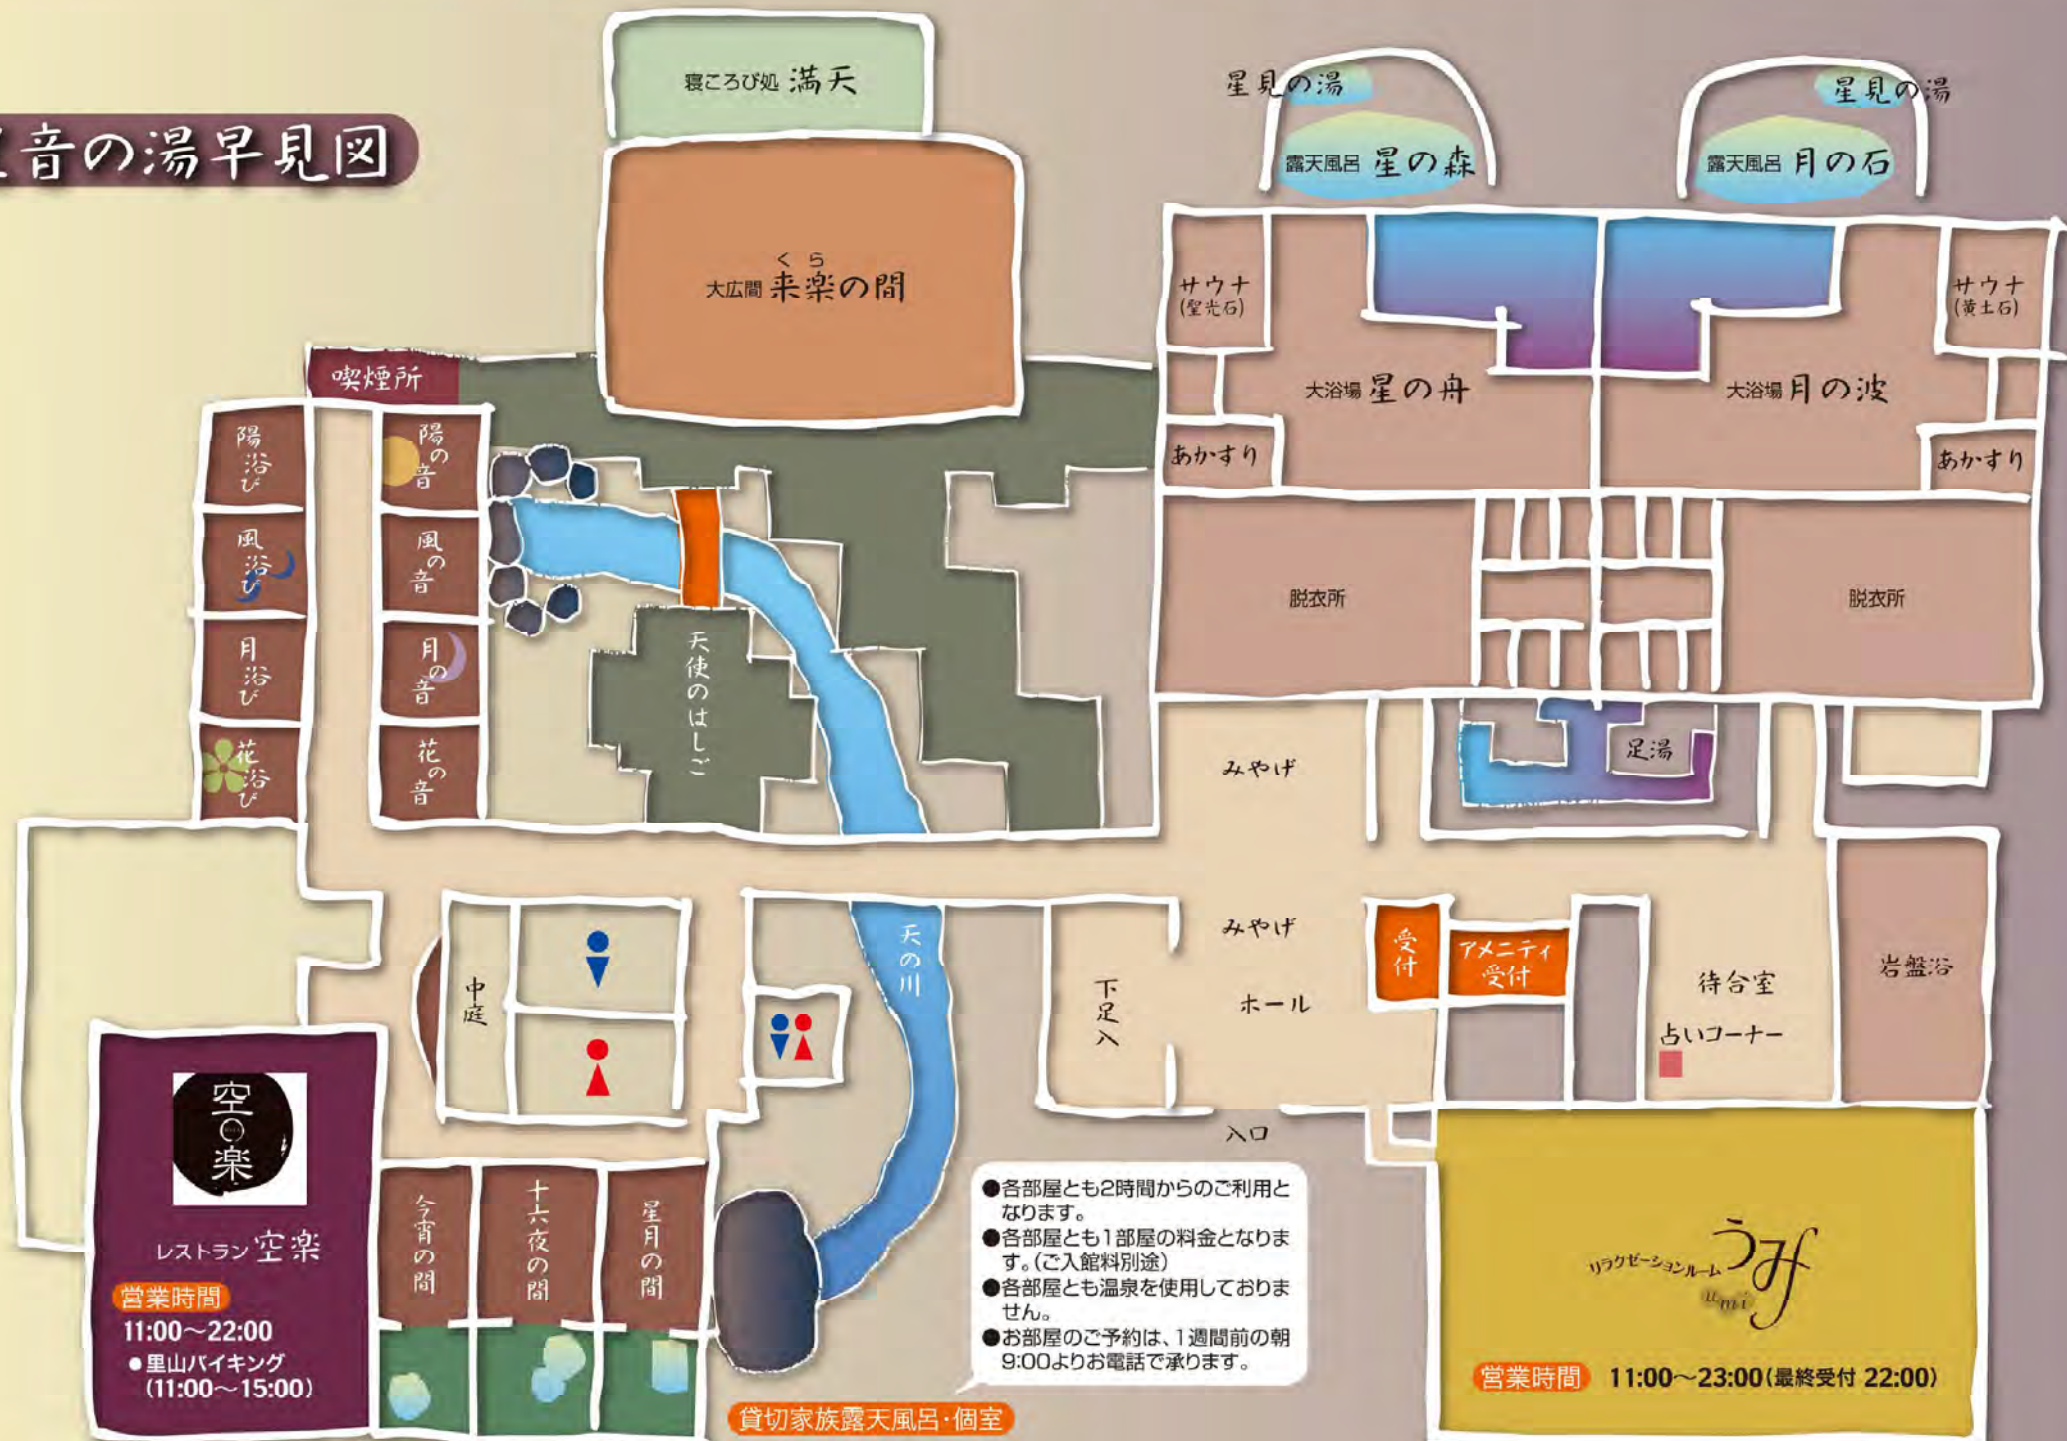 音の湯早見図
寝ころび処 満天
くら
大広間 来楽の間
星見の湯
露天風呂 星の森
星見の湯
露天風呂 月の石
サウナ
(聖光石)
サウナ
(黄土石)
大浴場 星の舟
大浴場 月の波
あかすり
あかすり
脱衣所
脱衣所
喫煙所
陽浴び
陽の音
風浴び
風の音
月浴び
月の音
花浴び
花の音
天使のはしご
みやげ
足湯
天の川
中庭
下足入
みやげ
ホール
受付
アメニティ
受付
待合室
占いコーナー
岩盤浴
入口
空楽
レストラン 空楽
営業時間
11:00〜22:00
●里山バイキング
(11:00〜15:00)
今宵の間
十六夜の間
星月の間
●各部屋とも2時間からのご利用と
なります。
●各部屋とも1部屋の料金となりま
す。(ご入館料別途)
●各部屋とも温泉を使用しておりま
せん。
●お部屋のご予約は、1週間前の朝
9:00よりお電話で承ります。
貸切家族露天風呂・個室
リラクゼーションルーム うみ
umi
営業時間 11:00〜23:00(最終受付 22:00)